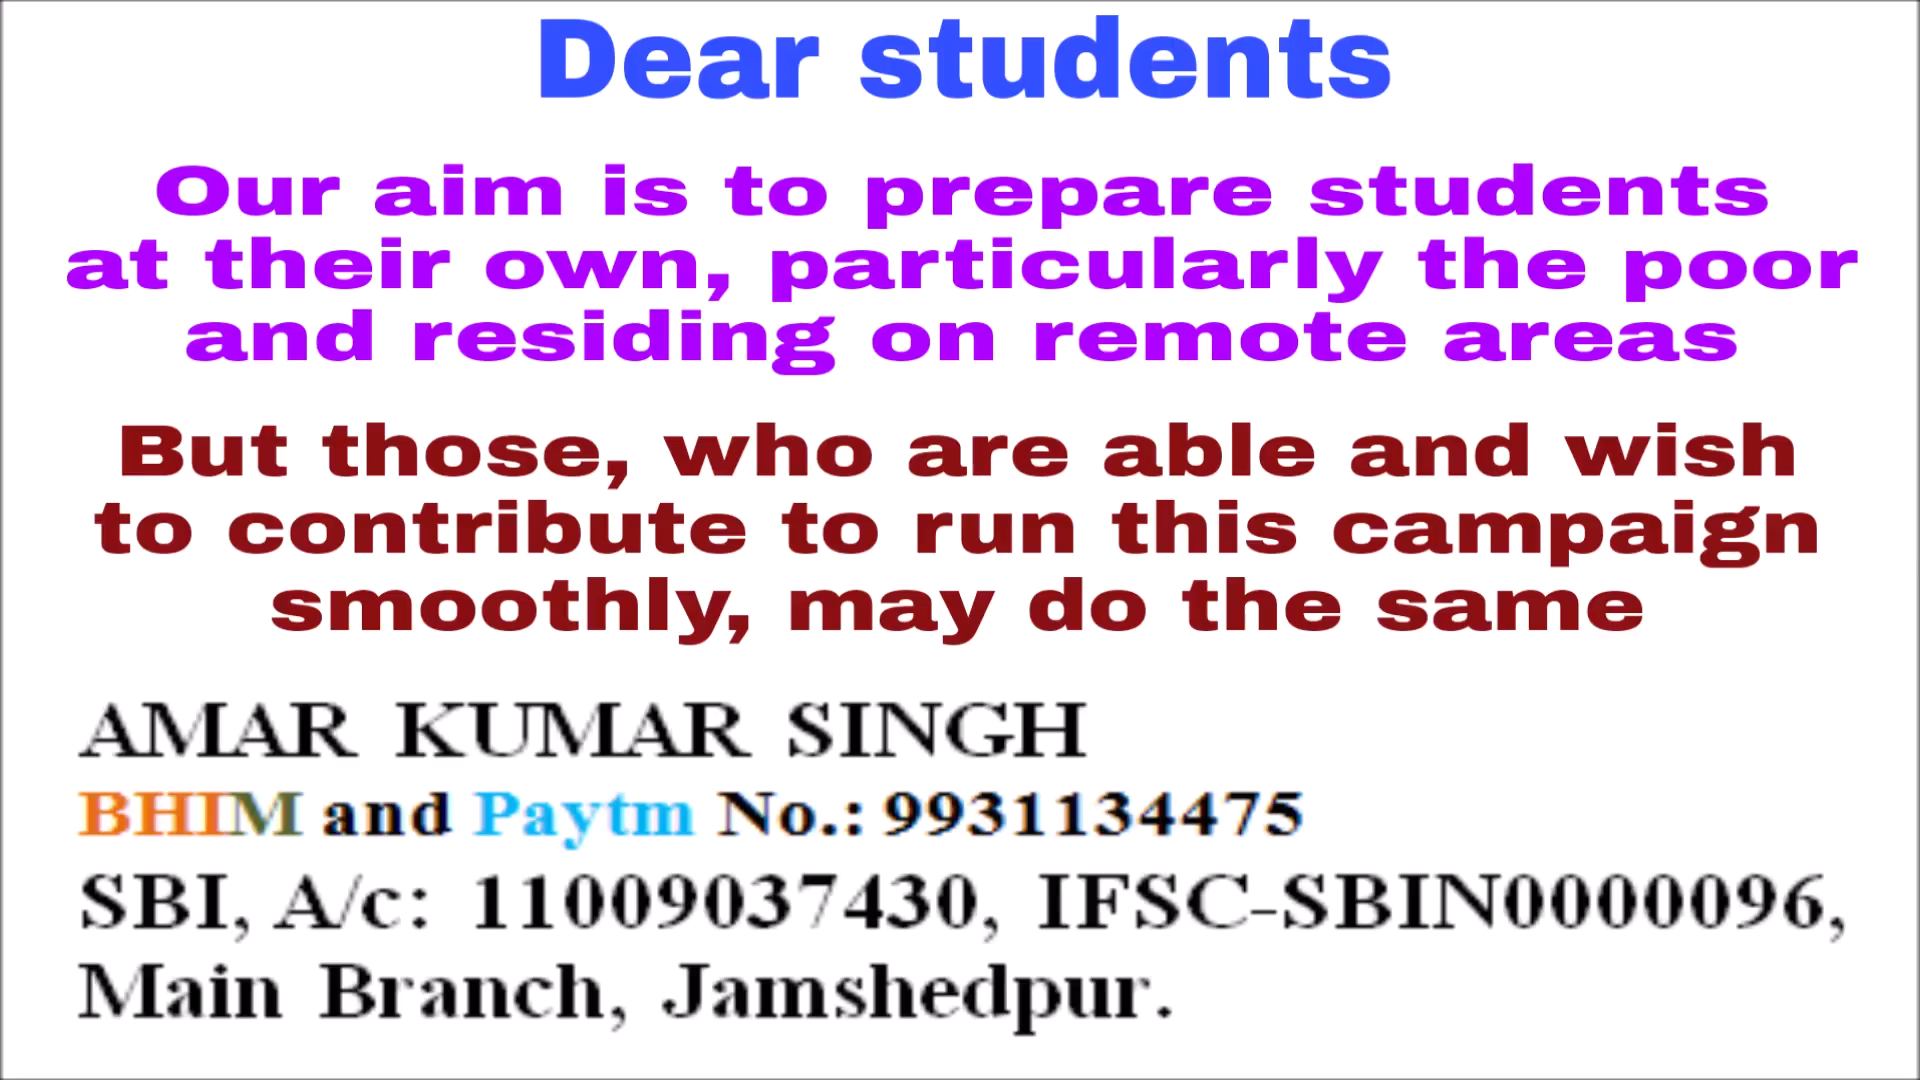 Dear students
Our aim is to prepare students
at their own, particularly the poor
and residing on remote areas
But those, who are able and wish
to contribute to run this campaign
smoothly, may do the same
AMAR KUMAR SINGH
BHIM and Paytm No.: 9931134475
SBI, A/c: 11009037430, IFSC-SBIN0000096,
Main Branch, Jamshedpur.